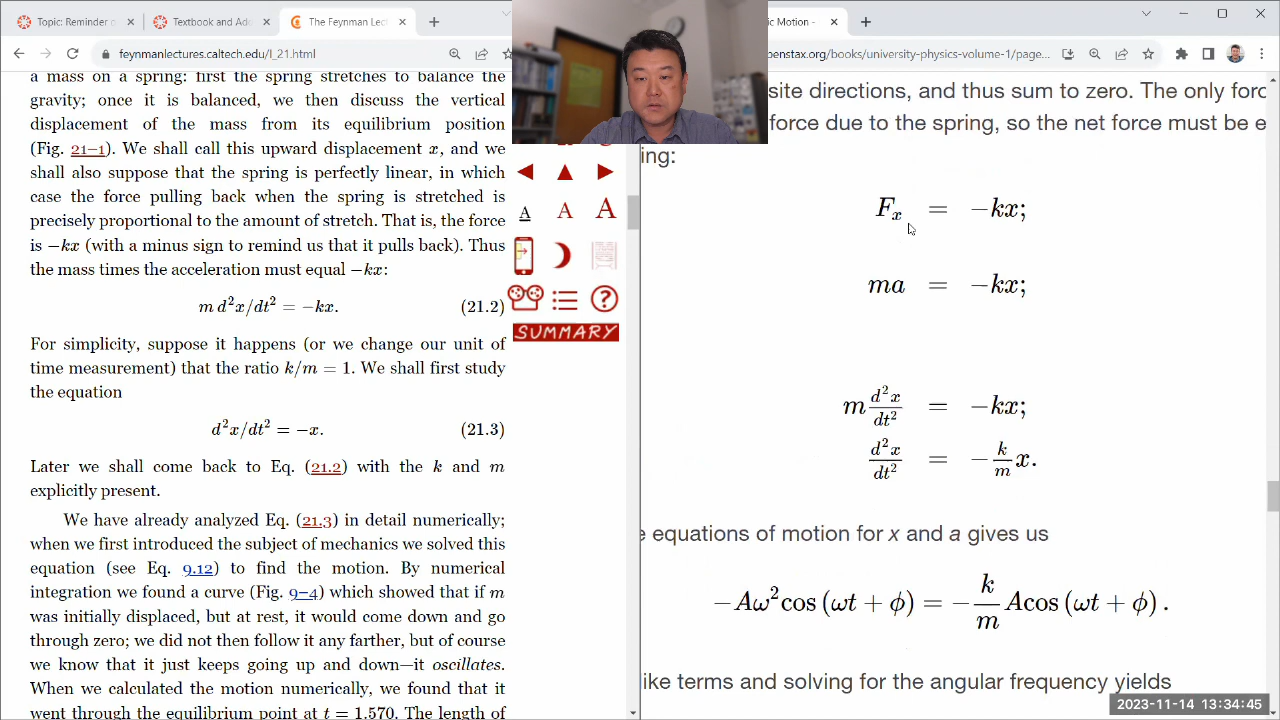 Topic Reminder (
Textbook and Ad
The Feynman Lec
feynmanlectures.caltech.edu/I_21.html
penstax.org/books/university-physics-volume-1/page...
a mass on a spring: first the spring stretches to balance the
gravity; once it is balanced, we then discuss the vertical
displacement of the mass from its equilibrium position
(Fig. 21–1). We shall call this upward displacement x, and we
shall also suppose that the spring is perfectly linear, in which
case the force pulling back when the spring is stretched is
precisely proportional to the amount of stretch. That is, the force
is −kx (with a minus sign to remind us that it pulls back). Thus
the mass times the acceleration must equal −kx:
m d²x/dt² = −kx. (21.2)
For simplicity, suppose it happens (or we change our unit of
time measurement) that the ratio k/m = 1. We shall first study
the equation
d²x/dt² = −x. (21.3)
Later we shall come back to Eq. (21.2) with the k and m
explicitly present.
We have already analyzed Eq. (21.3) in detail numerically;
when we first introduced the subject of mechanics we solved this
equation (see Eq. 9.12) to find the motion. By numerical
integration we found a curve (Fig. 9–4) which showed that if m
was initially displaced, but at rest, it would come down and go
through zero; we did not then follow it any farther, but of course
we know that it just keeps going up and down—it oscillates.
When we calculated the motion numerically, we found that it
went through the equilibrium point at t = 1.570. The length of
A A A
?
SUMMARY
site directions, and thus sum to zero. The only forc
force due to the spring, so the net force must be e
ing:
Fₓ = −kx;
ma = −kx;
m d²x/dt² = −kx;
d²x/dt² = −k/m x.
e equations of motion for x and a gives us
−Aω²cos (ωt + ϕ) = −k/m Acos (ωt + ϕ) .
like terms and solving for the angular frequency yields
2023-11-14 13:34:45